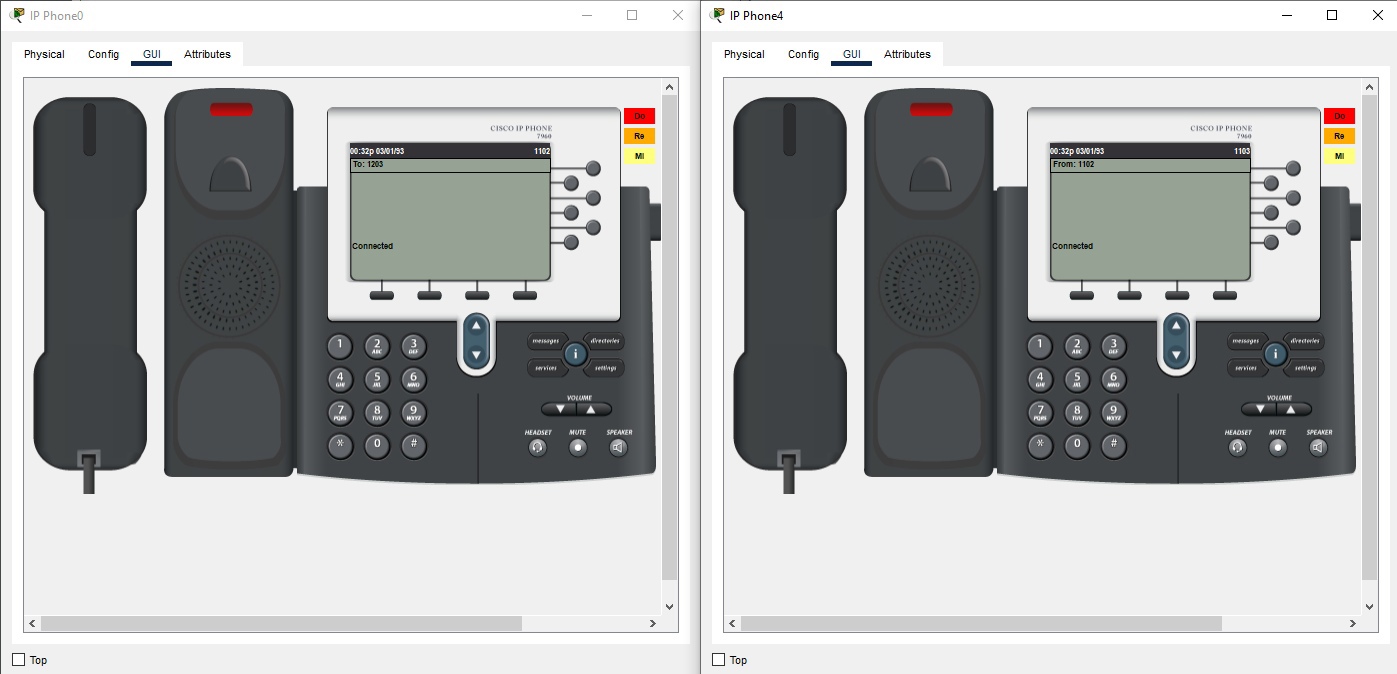 IP Phone0
Physical Config GUI Attributes
CISCO IP PHONE
7960
00:32p 03/01/93 1102
To: 1203
Connected
Do
Re
MI
1 2 ABC 3 DEF
4 GHI 5 JKL 6 MNO
7 PQRS 8 TUV 9 WXYZ
* 0 #
messages directories
i
services settings
VOLUME
HEADSET MUTE SPEAKER
Top
IP Phone4
Physical Config GUI Attributes
CISCO IP PHONE
7960
00:32p 03/01/93 1103
From: 1102
Connected
Do
Re
MI
1 2 ABC 3 DEF
4 GHI 5 JKL 6 MNO
7 PQRS 8 TUV 9 WXYZ
* 0 #
messages directories
i
services settings
VOLUME
HEADSET MUTE SPEAKER
Top